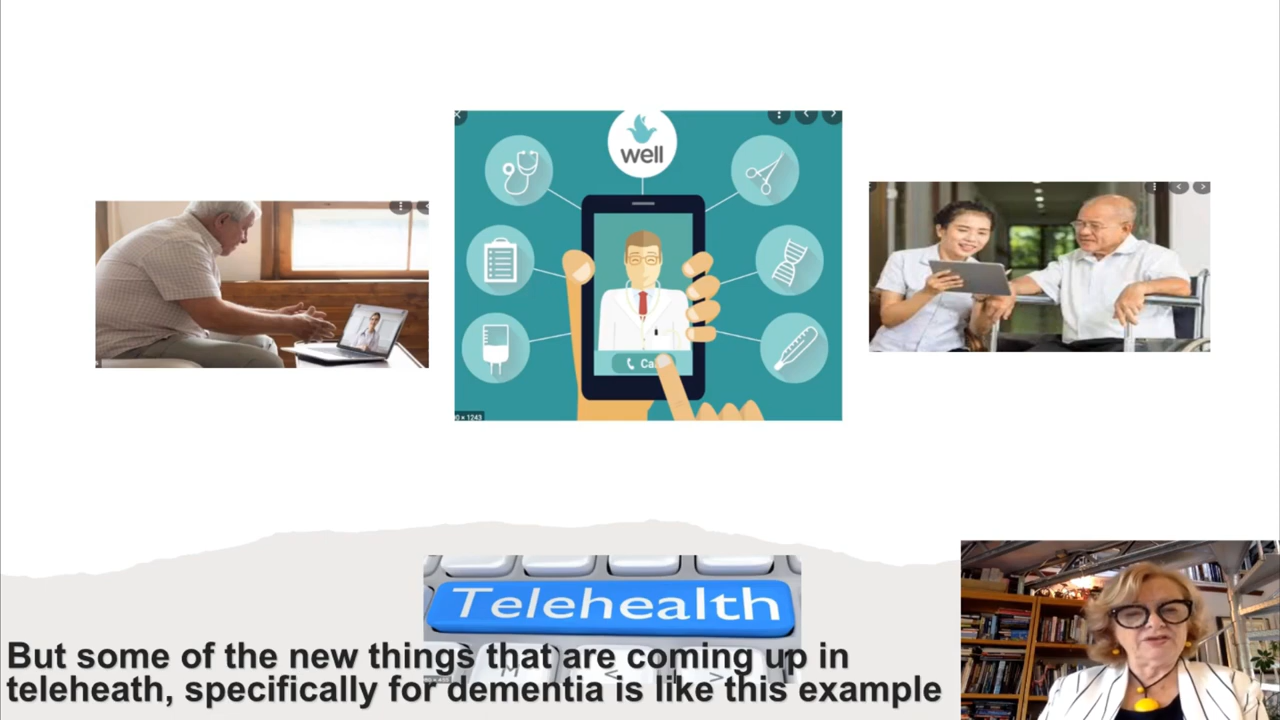 well
Ca
Telehealth
But some of the new things that are coming up in
teleheath, specifically for dementia is like this example